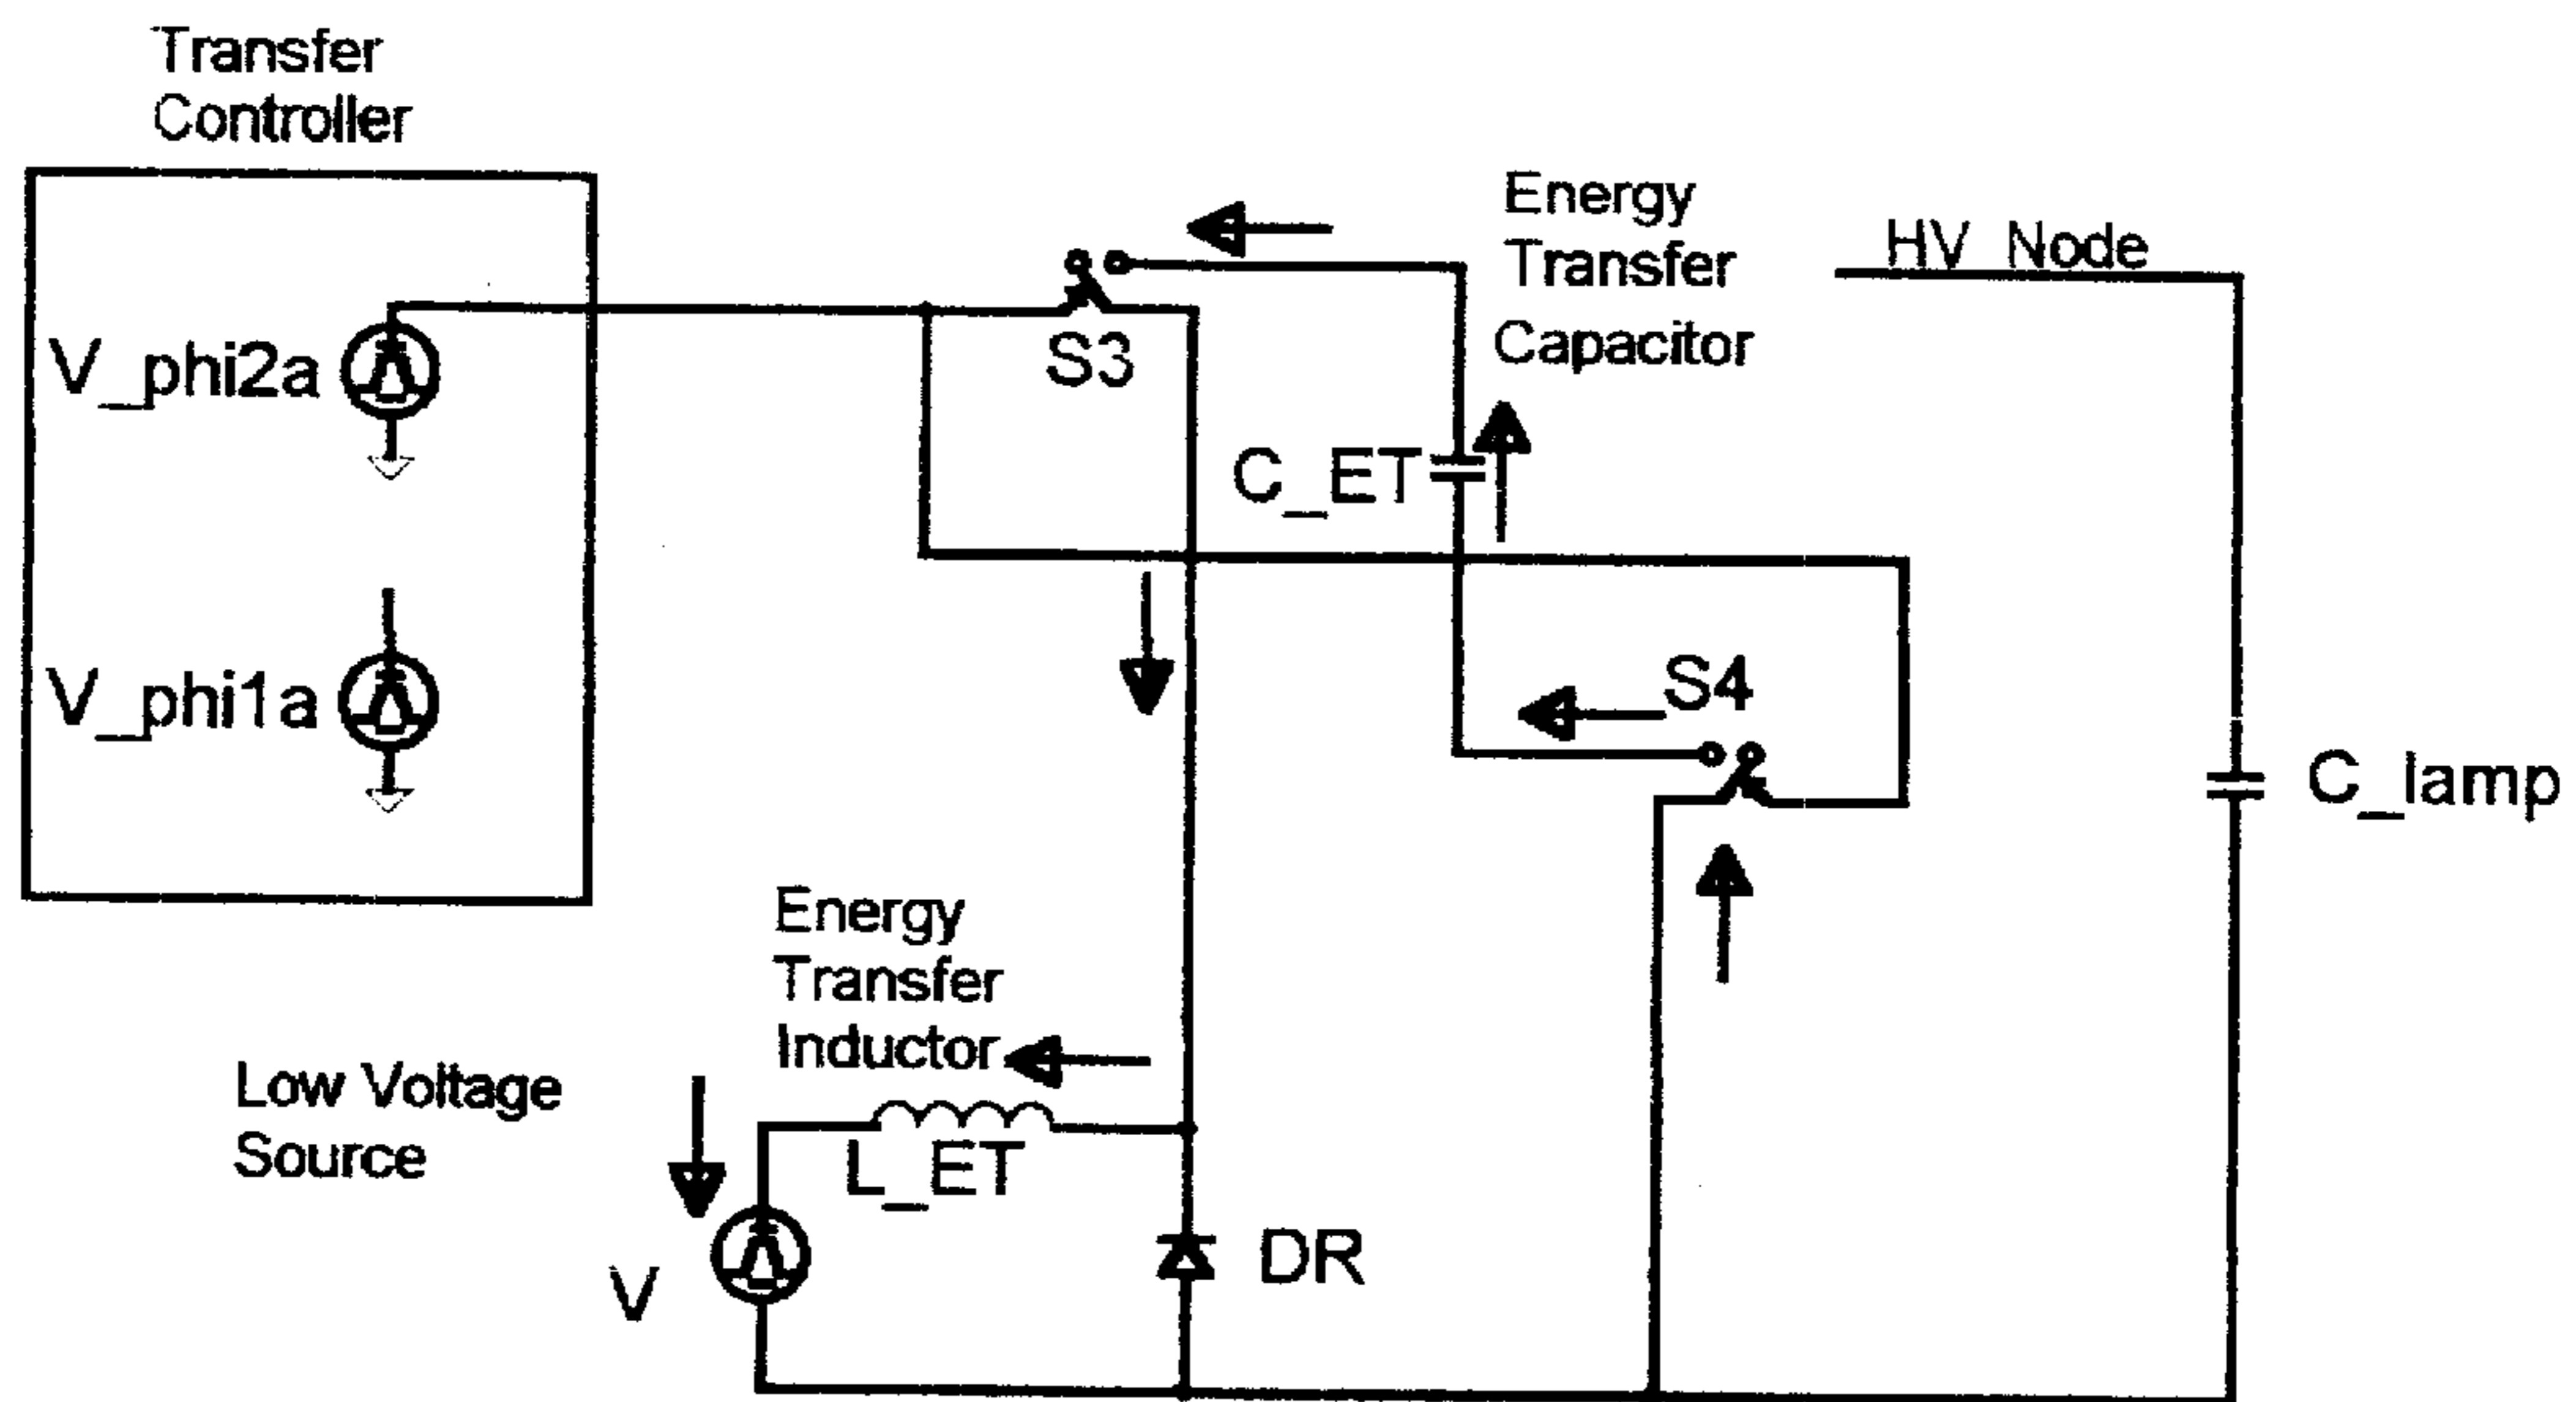 Transfer
Controller
V_phi2a
V_phi1a
S3
Energy
Transfer
Capacitor
HV_Node
C_ET
S4
C_lamp
Energy
Transfer
Inductor
L_ET
Low Voltage
Source
V
DR